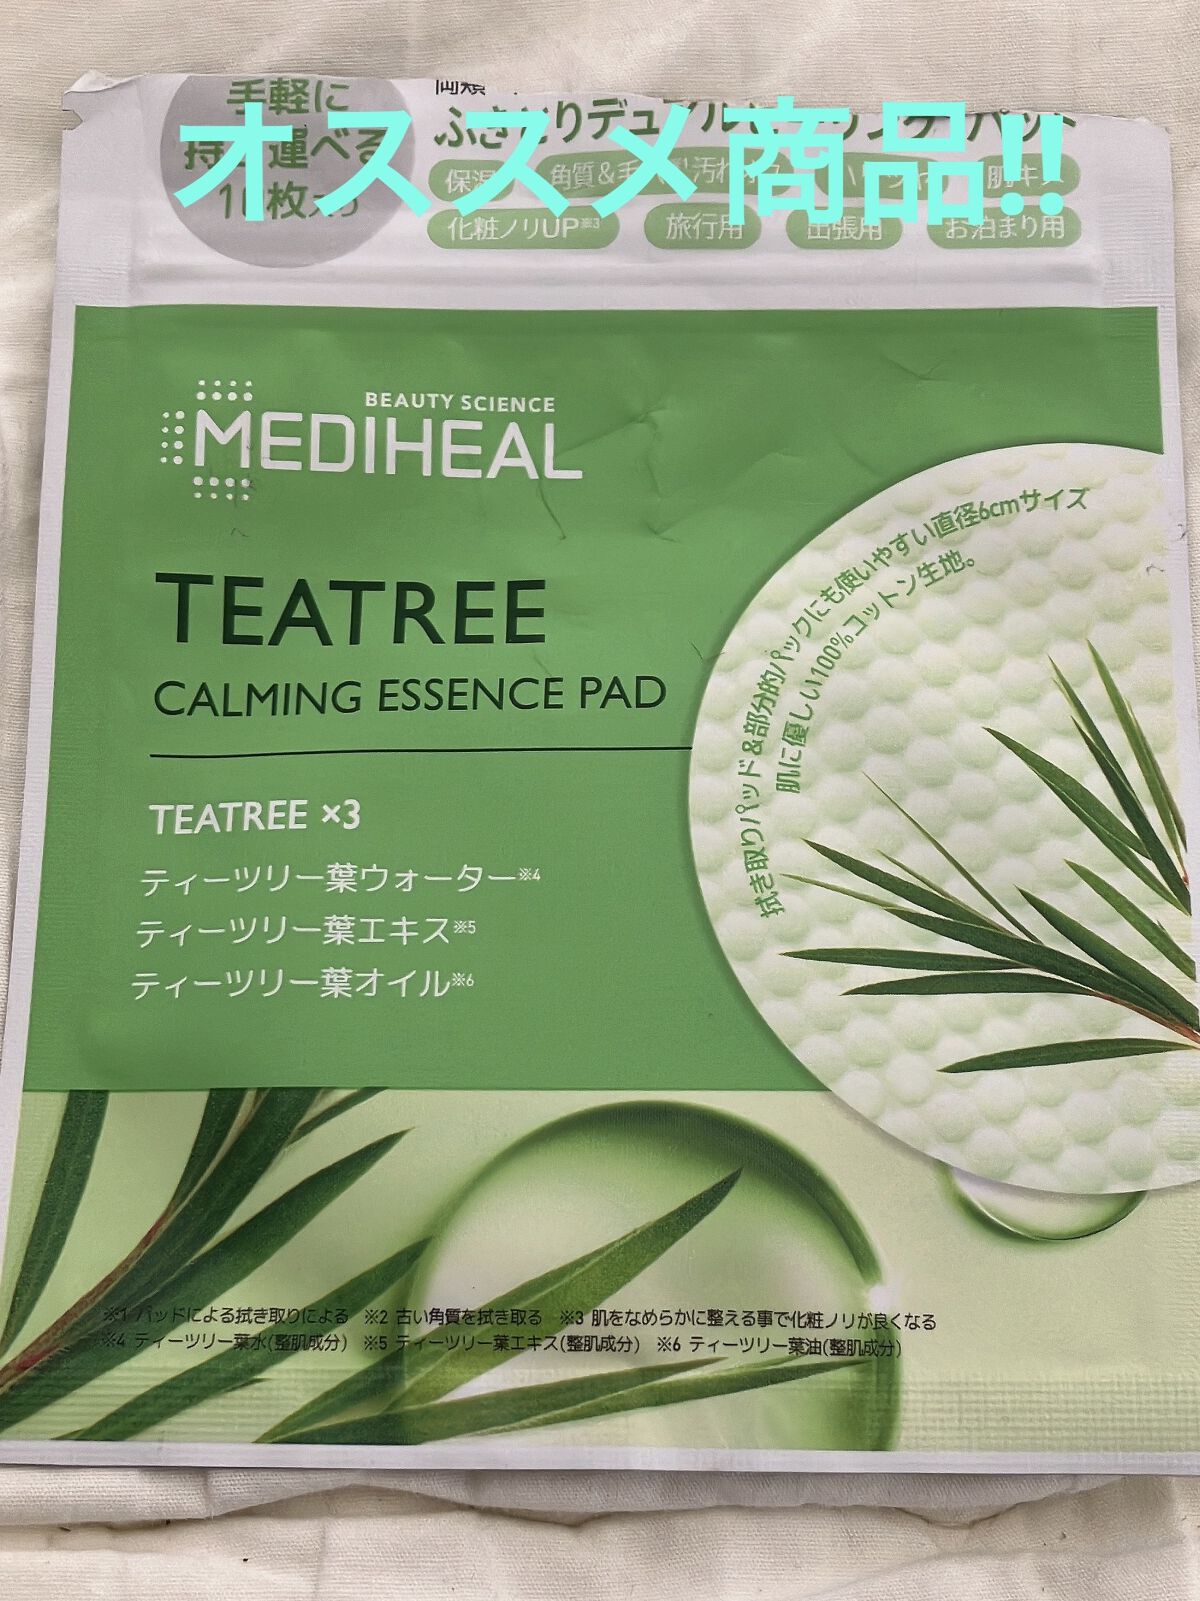 オススメ商品!!
手軽に
運べる
両頬
保湿
化粧ノリUP※3 旅行用 出張用 お泊まり用
BEAUTY SCIENCE
MEDIHEAL
TEATREE
CALMING ESSENCE PAD
TEATREE ×3
ティーツリー葉ウォーター※4
ティーツリー葉エキス※5
ティーツリー葉オイル※6
拭き取りパッド&部分的パックにも使いやすい直径6cmサイズ
肌に優しい100%コットン生地。
※1 パッドによる拭き取りによる ※2 古い角質を拭き取る ※3 肌をなめらかに整える事で化粧ノリが良くなる
※4 ティーツリー葉水(整肌成分) ※5 ティーツリー葉エキス(整肌成分) ※6 ティーツリー葉油(整肌成分)